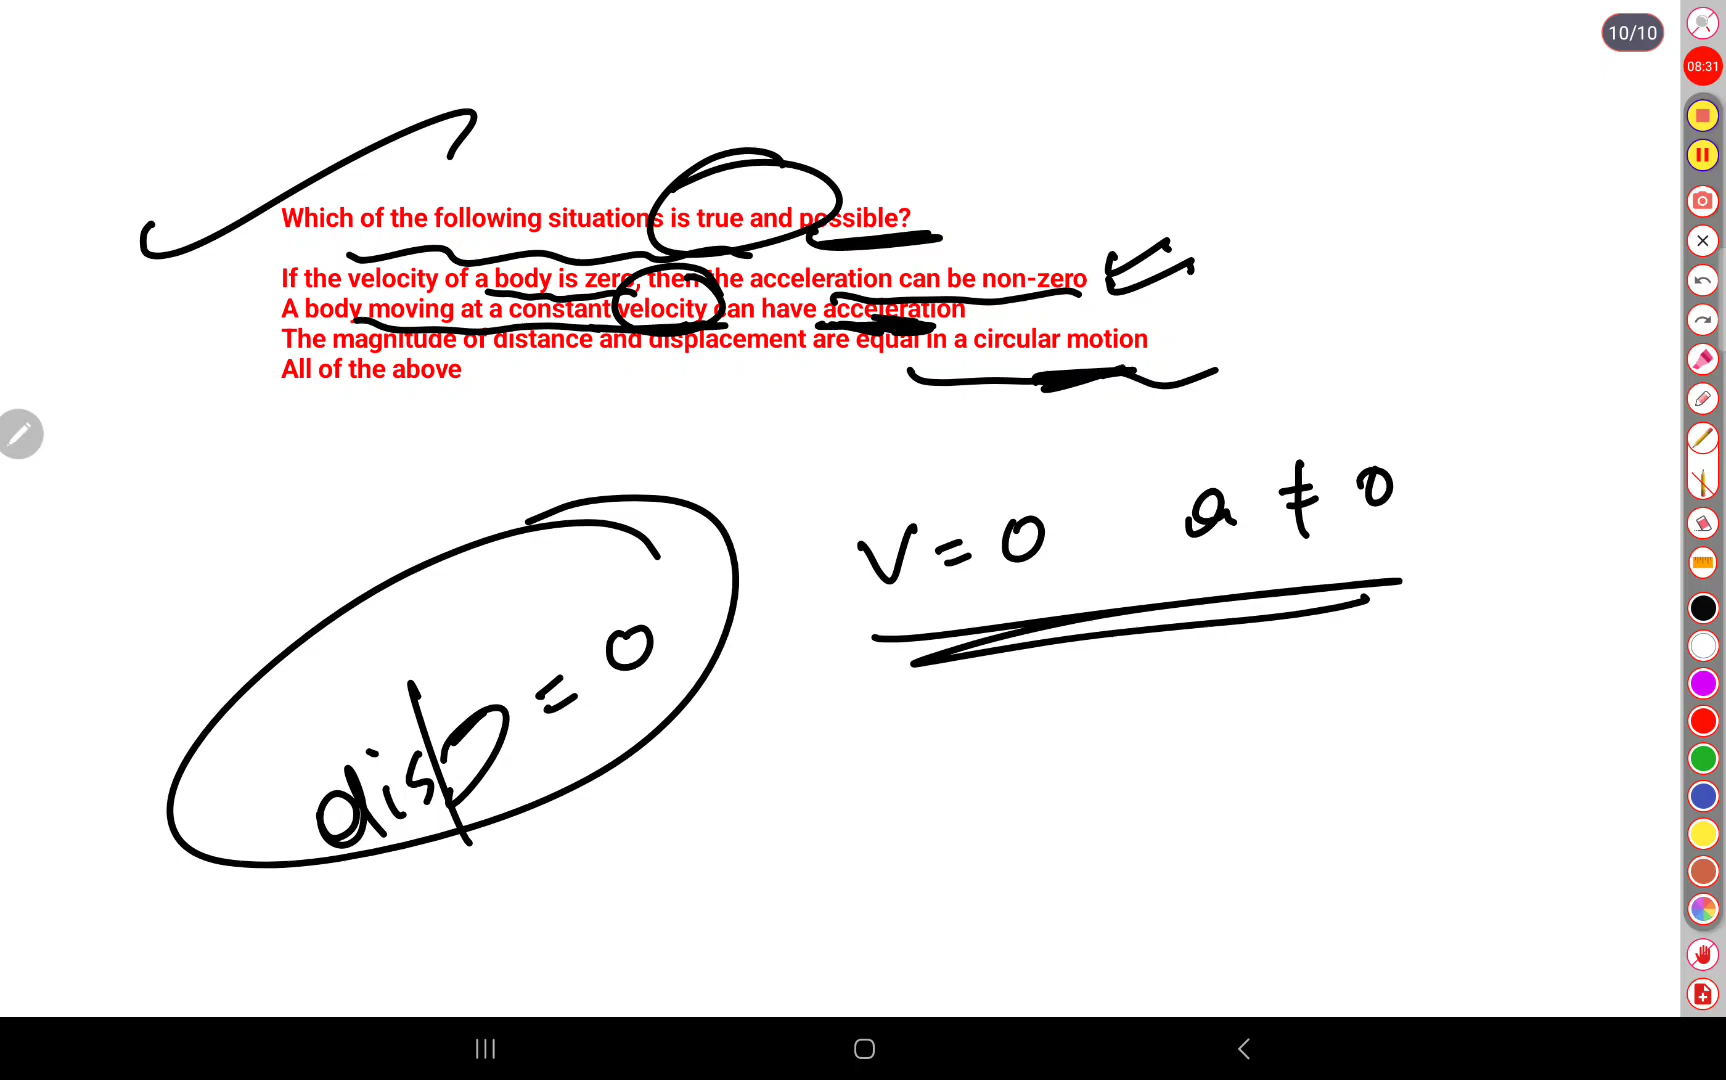 10/10
08:31
Which of the following situations is true and possible?
If the velocity of a body is zero, then the acceleration can be non-zero
A body moving at a constant velocity can have acceleration
The magnitude of distance and displacement are equal in a circular motion
All of the above
V = 0 a ≠ 0
disp = 0